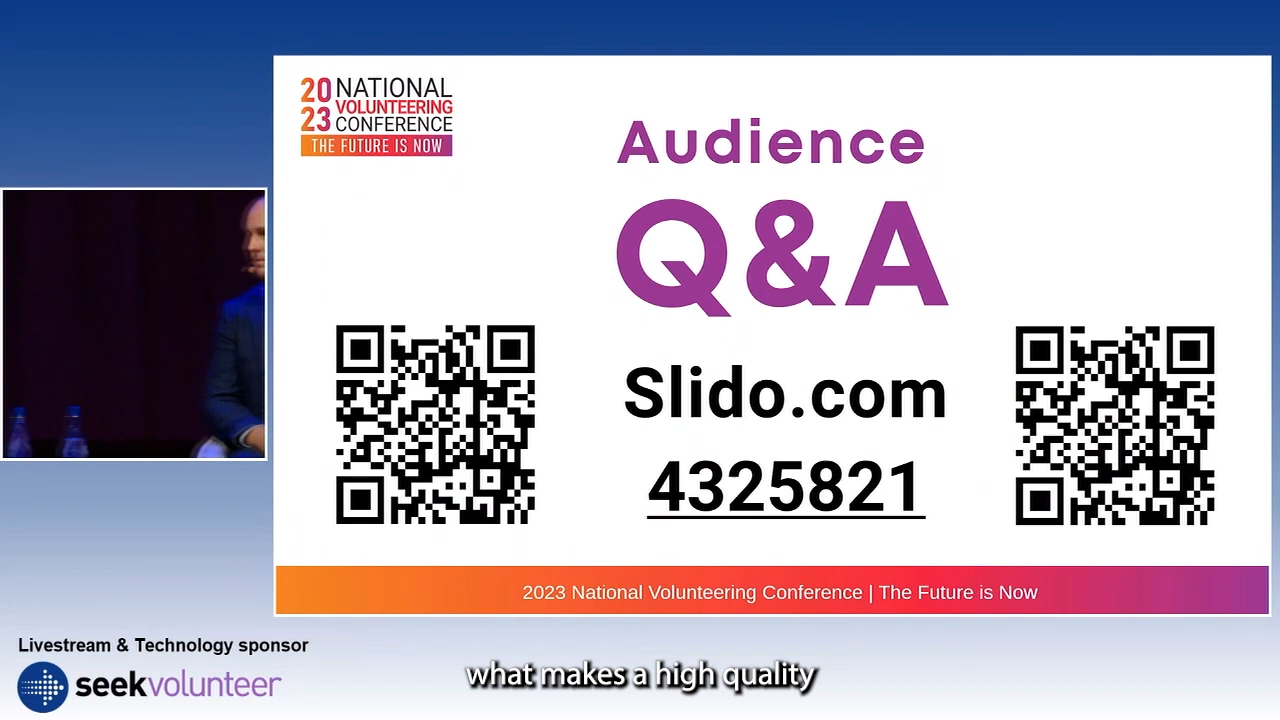 20 NATIONAL
VOLUNTEERING
23 CONFERENCE
THE FUTURE IS NOW
Audience
Q&A
Slido.com
4325821
2023 National Volunteering Conference | The Future is Now
Livestream & Technology sponsor
seekvolunteer
what makes a high quality